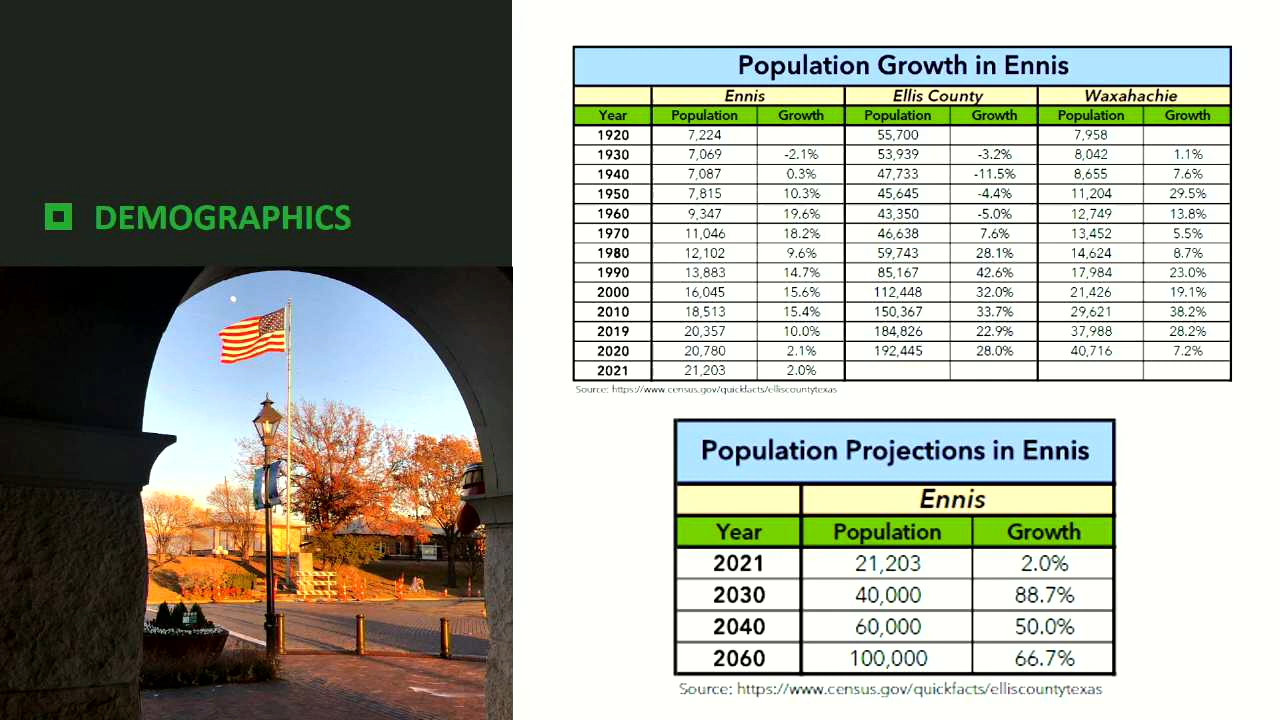 DEMOGRAPHICS
Population Growth in Ennis
Ennis Ellis County Waxahachie
Year Population Growth Population Growth Population Growth
1920 7,224 55,700 7,958
1930 7,069 -2.1% 53,939 -3.2% 8,042 1.1%
1940 7,087 0.3% 47,733 -11.5% 8,655 7.6%
1950 7,815 10.3% 45,645 -4.4% 11,204 29.5%
1960 9,347 19.6% 43,350 -5.0% 12,749 13.8%
1970 11,046 18.2% 46,638 7.6% 13,452 5.5%
1980 12,102 9.6% 59,743 28.1% 14,624 8.7%
1990 13,883 14.7% 85,167 42.6% 17,984 23.0%
2000 16,045 15.6% 112,448 32.0% 21,426 19.1%
2010 18,513 15.4% 150,367 33.7% 29,621 38.2%
2019 20,357 10.0% 184,826 22.9% 37,988 28.2%
2020 20,780 2.1% 192,445 28.0% 40,716 7.2%
2021 21,203 2.0%
Source: https://www.census.gov/quickfacts/elliscountytexas
Population Projections in Ennis
Ennis
Year Population Growth
2021 21,203 2.0%
2030 40,000 88.7%
2040 60,000 50.0%
2060 100,000 66.7%
Source: https://www.census.gov/quickfacts/elliscountytexas